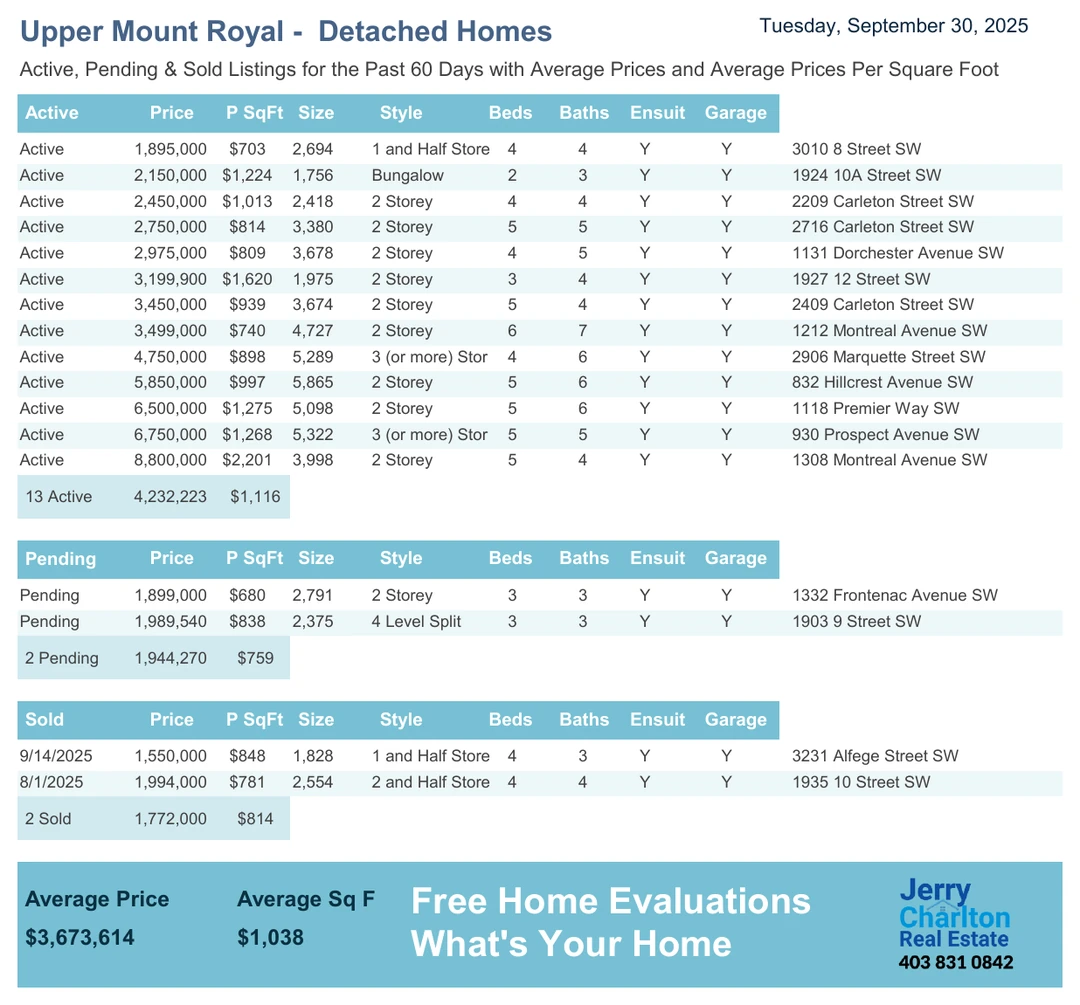 Upper Mount Royal -  Detached Homes
Tuesday, September 30, 2025
Active, Pending & Sold Listings for the Past 60 Days with Average Prices and Average Prices Per Square Foot
Active Price P SqFt Size Style Beds Baths Ensuit Garage
Active 1,895,000 $703 2,694 1 and Half Store 4 4 Y Y 3010 8 Street SW
Active 2,150,000 $1,224 1,756 Bungalow 2 3 Y Y 1924 10A Street SW
Active 2,450,000 $1,013 2,418 2 Storey 4 4 Y Y 2209 Carleton Street SW
Active 2,750,000 $814 3,380 2 Storey 5 5 Y Y 2716 Carleton Street SW
Active 2,975,000 $809 3,678 2 Storey 4 5 Y Y 1131 Dorchester Avenue SW
Active 3,199,900 $1,620 1,975 2 Storey 3 4 Y Y 1927 12 Street SW
Active 3,450,000 $939 3,674 2 Storey 5 4 Y Y 2409 Carleton Street SW
Active 3,499,000 $740 4,727 2 Storey 6 7 Y Y 1212 Montreal Avenue SW
Active 4,750,000 $898 5,289 3 (or more) Stor 4 6 Y Y 2906 Marquette Street SW
Active 5,850,000 $997 5,865 2 Storey 5 6 Y Y 832 Hillcrest Avenue SW
Active 6,500,000 $1,275 5,098 2 Storey 5 6 Y Y 1118 Premier Way SW
Active 6,750,000 $1,268 5,322 3 (or more) Stor 5 5 Y Y 930 Prospect Avenue SW
Active 8,800,000 $2,201 3,998 2 Storey 5 4 Y Y 1308 Montreal Avenue SW
13 Active 4,232,223 $1,116
Pending Price P SqFt Size Style Beds Baths Ensuit Garage
Pending 1,899,000 $680 2,791 2 Storey 3 3 Y Y 1332 Frontenac Avenue SW
Pending 1,989,540 $838 2,375 4 Level Split 3 3 Y Y 1903 9 Street SW
2 Pending 1,944,270 $759
Sold Price P SqFt Size Style Beds Baths Ensuit Garage
9/14/2025 1,550,000 $848 1,828 1 and Half Store 4 3 Y Y 3231 Alfege Street SW
8/1/2025 1,994,000 $781 2,554 2 and Half Store 4 4 Y Y 1935 10 Street SW
2 Sold 1,772,000 $814
Average Price Average Sq F
$3,673,614 $1,038
Free Home Evaluations
What's Your Home
Jerry
Charlton
Real Estate
403 831 0842